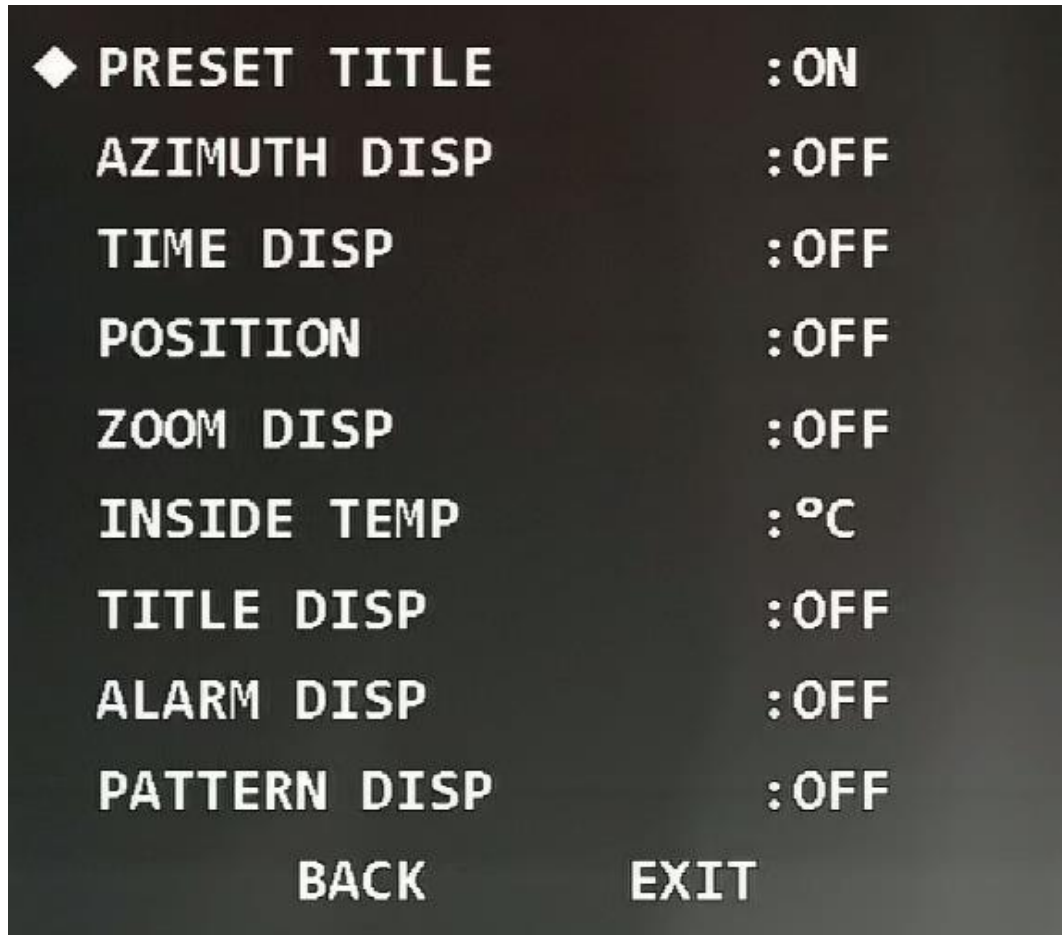 PRESET TITLE :ON
AZIMUTH DISP :OFF
TIME DISP :OFF
POSITION :OFF
ZOOM DISP :OFF
INSIDE TEMP :ºC
TITLE DISP :OFF
ALARM DISP :OFF
PATTERN DISP :OFF
BACK EXIT